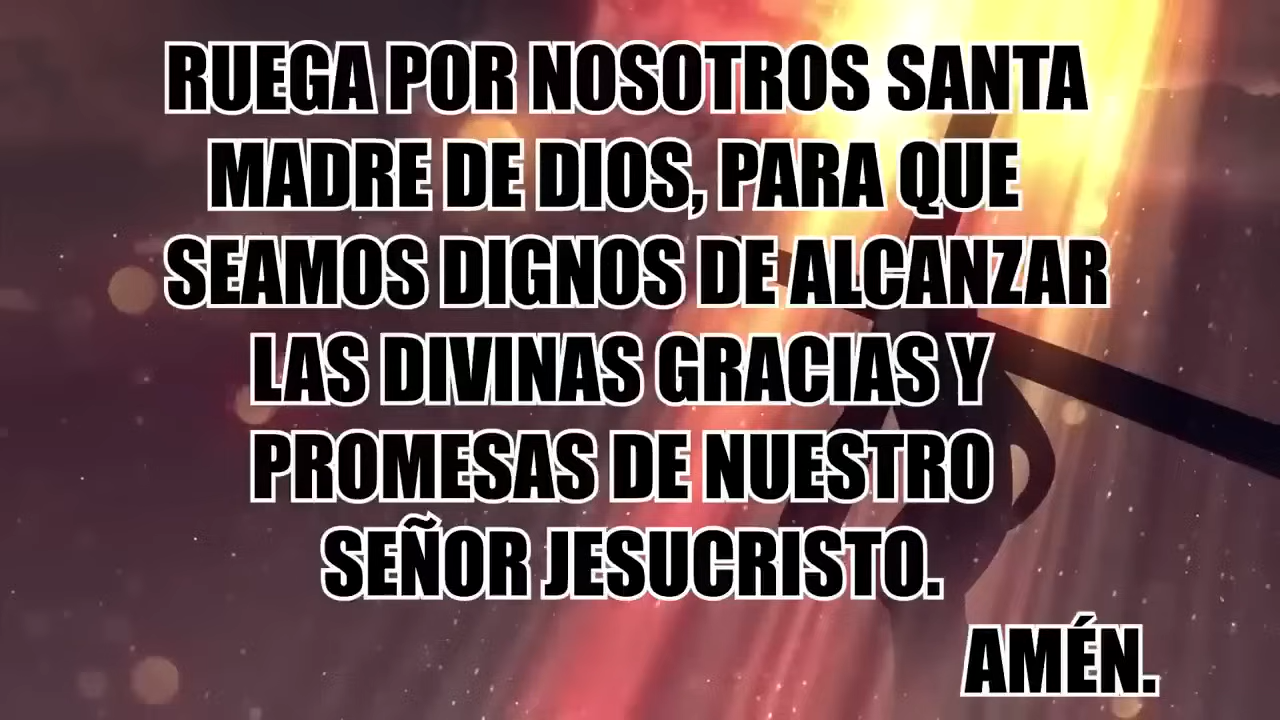 RUEGA POR NOSOTROS SANTA
MADRE DE DIOS, PARA QUE
SEAMOS DIGNOS DE ALCANZAR
LAS DIVINAS GRACIAS Y
PROMESAS DE NUESTRO
SEÑOR JESUCRISTO.
AMÉN.